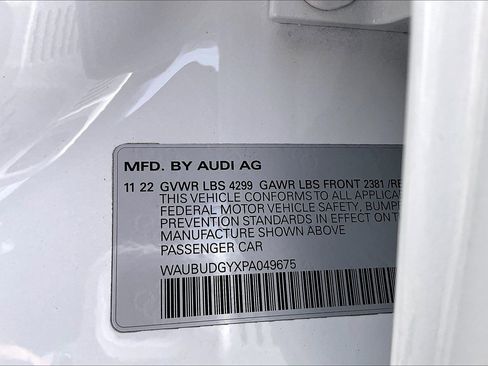 MFD. BY AUDI AG
11 22 GVWR LBS 4299 GAWR LBS FRONT 2381 /RE
THIS VEHICLE CONFORMS TO ALL APPLICA
FEDERAL MOTOR VEHICLE SAFETY, BUMP
PREVENTION STANDARDS IN EFFECT ON
MANUFACTURE SHOWN ABOVE
PASSENGER CAR
WAUBUDGYXPA049675